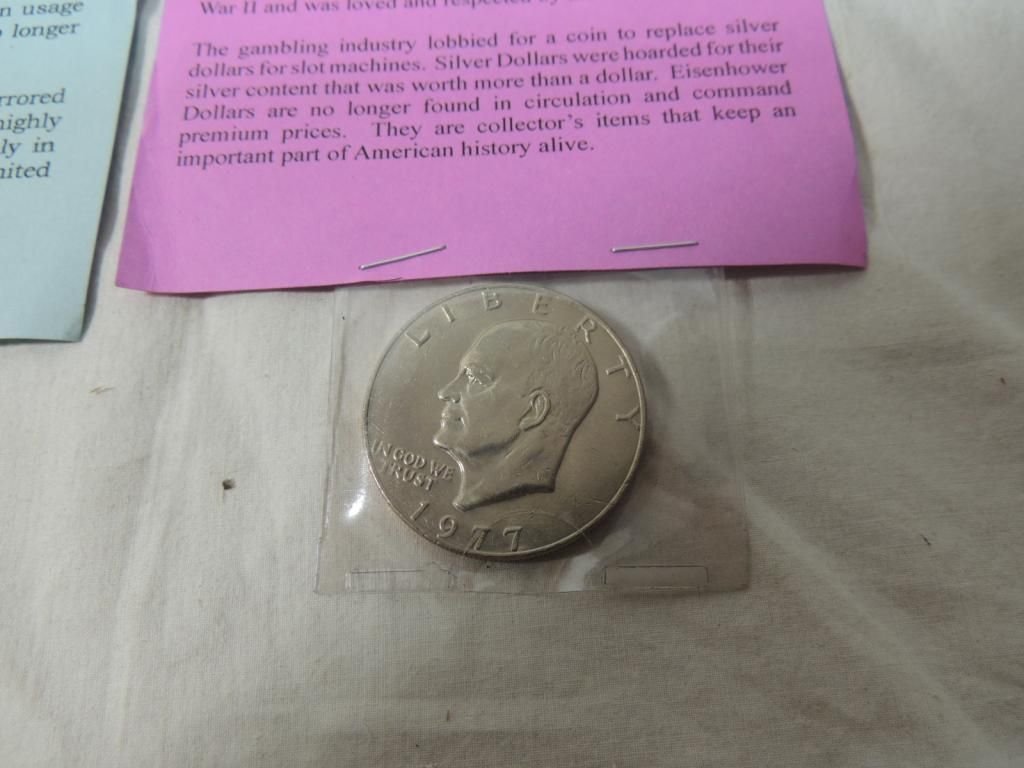 n usage
longer
rrored
highly
ly in
nited
War II and was loved and respected by
The gambling industry lobbied for a coin to replace silver
dollars for slot machines. Silver Dollars were hoarded for their
silver content that was worth more than a dollar. Eisenhower
Dollars are no longer found in circulation and command
premium prices. They are collector's items that keep an
important part of American history alive.
LIBERTY
IN GOD WE
TRUST
1977